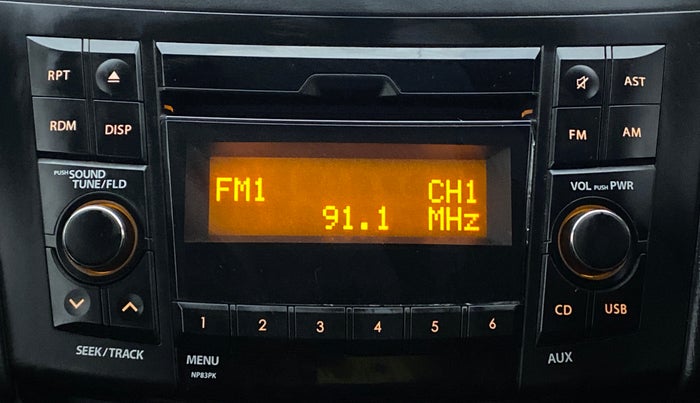 RPT
RDM DISP
PUSH SOUND
TUNE/FLD
SEEK/TRACK
FM1 CH1
91.1 MHz
1 2 3 4 5 6
MENU
NP83PK
AST
FM AM
VOL PUSH PWR
CD USB
AUX